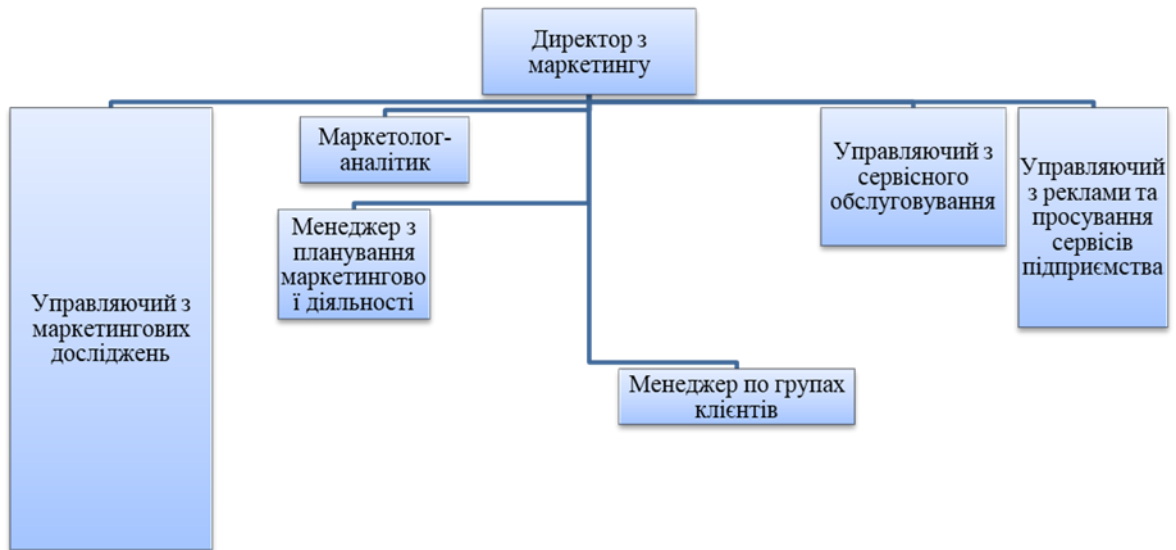 Директор з
маркетингу
Маркетолог-
аналітик
Менеджер з
планування
маркетингово
ї діяльності
Управляючий з
маркетингових
досліджень
Управляючий з
сервісного
обслуговування
Управляючий
з реклами та
просування
сервісів
підприємства
Менеджер по групах
клієнтів